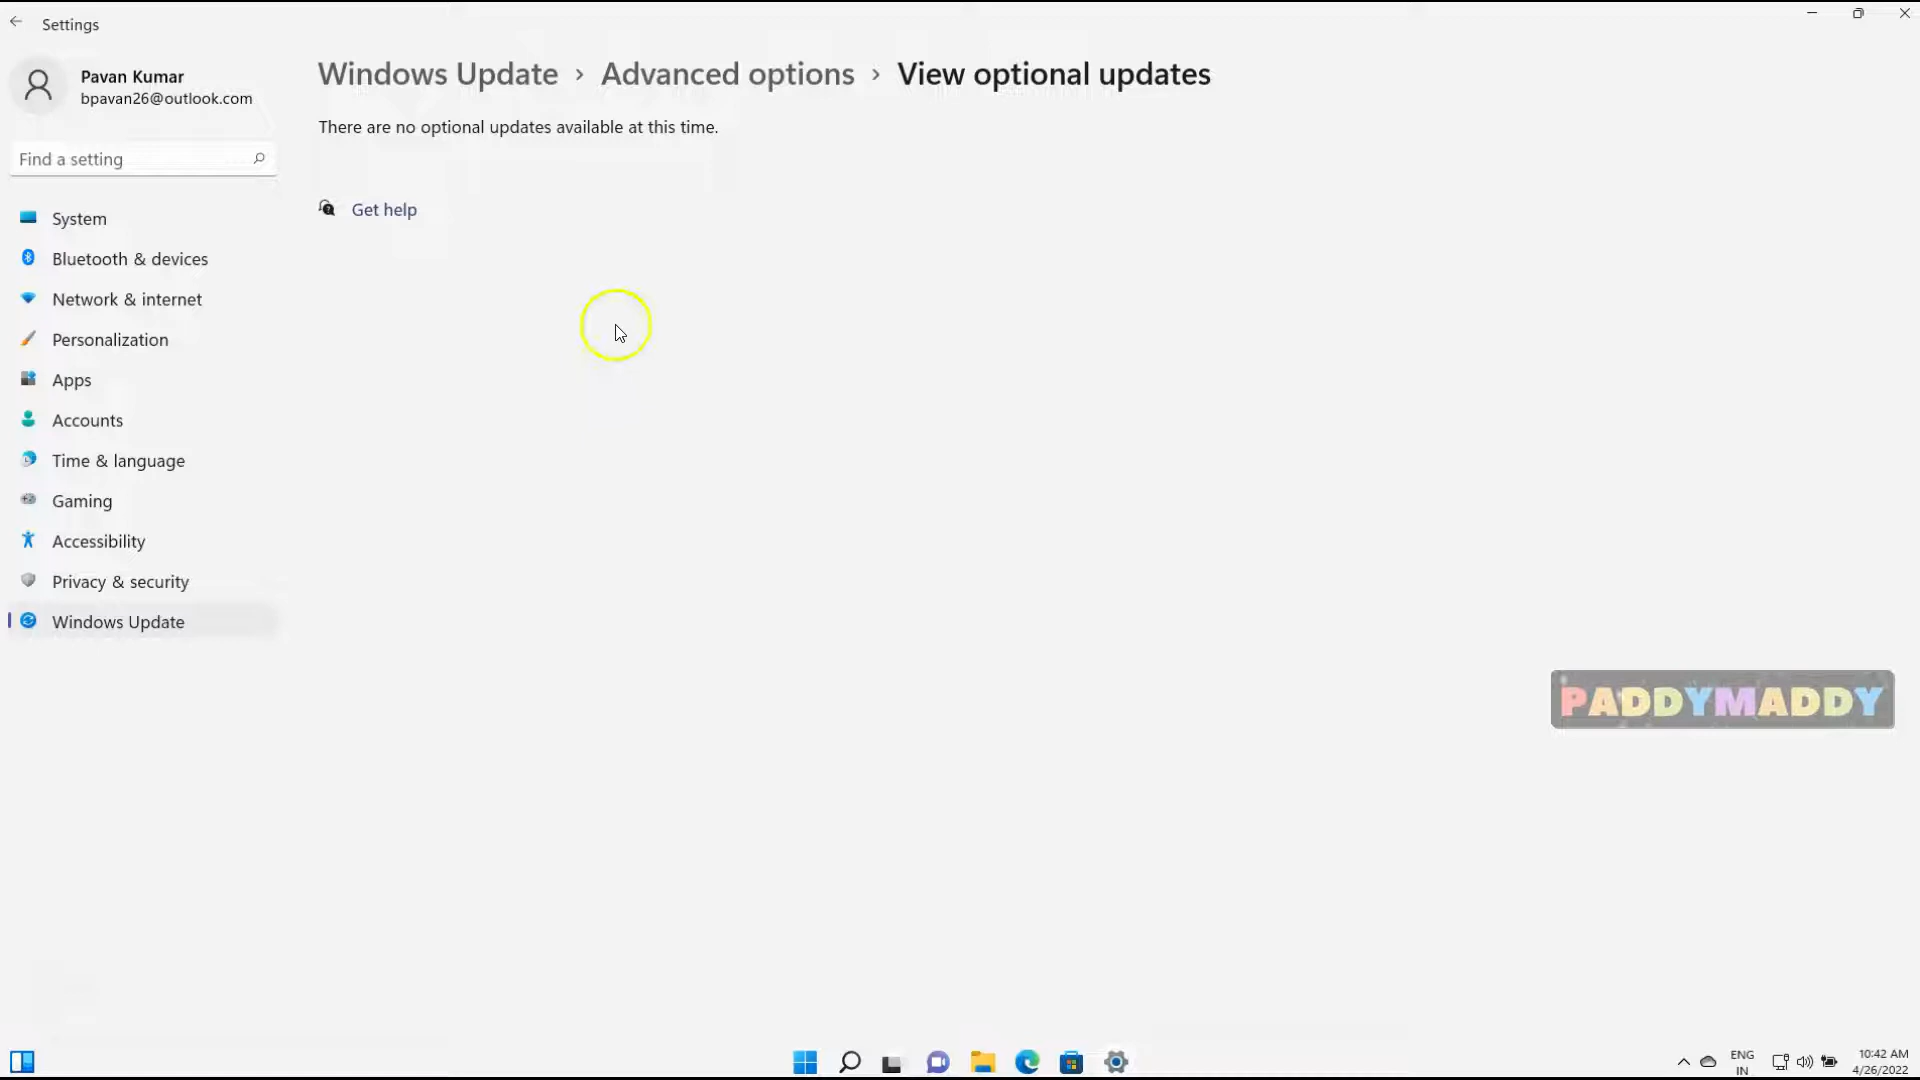 Settings
Pavan Kumar
bpavan26@outlook.com
Find a setting
System
Bluetooth & devices
Network & internet
Personalization
Apps
Accounts
Time & language
Gaming
Accessibility
Privacy & security
Windows Update
Windows Update › Advanced options › View optional updates
There are no optional updates available at this time.
Get help
PADDYMADDY
ENG
IN
10:42 AM
4/26/2022